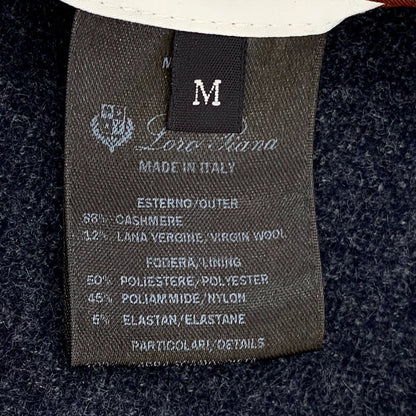 M
Loro Piana
MADE IN ITALY
ESTERNO/OUTER
88% CASHMERE
12% LANA VERGINE/VIRGIN WOOL
FODERA/LINING
50% POLIESTERE/POLYESTER
45% POLIAMMIDE/NYLON
5% ELASTAN/ELASTANE
PARTICOLARI/DETAILS